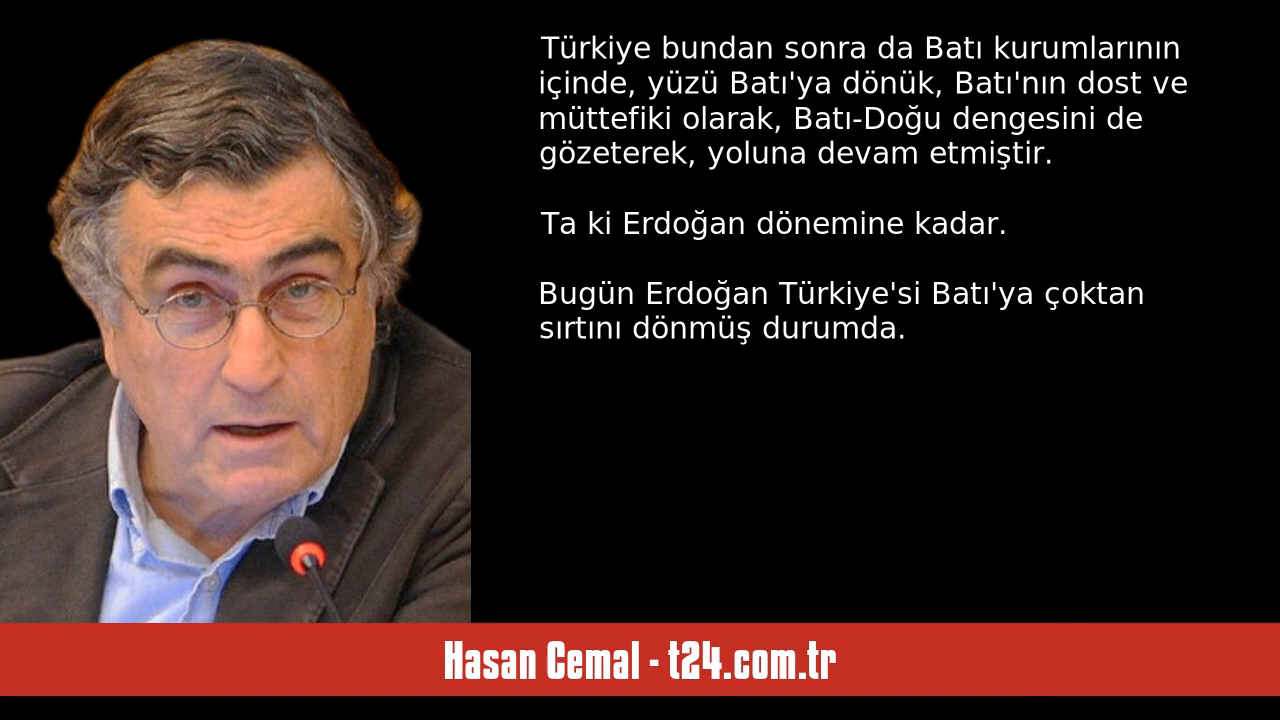 Türkiye bundan sonra da Batı kurumlarının
içinde, yüzü Batı'ya dönük, Batı'nın dost ve
müttefiki olarak, Batı-Doğu dengesini de
gözeterek, yoluna devam etmiştir.
Ta ki Erdoğan dönemine kadar.
Bugün Erdoğan Türkiye'si Batı'ya çoktan
sırtını dönmüş durumda.
Hasan Cemal - t24.com.tr